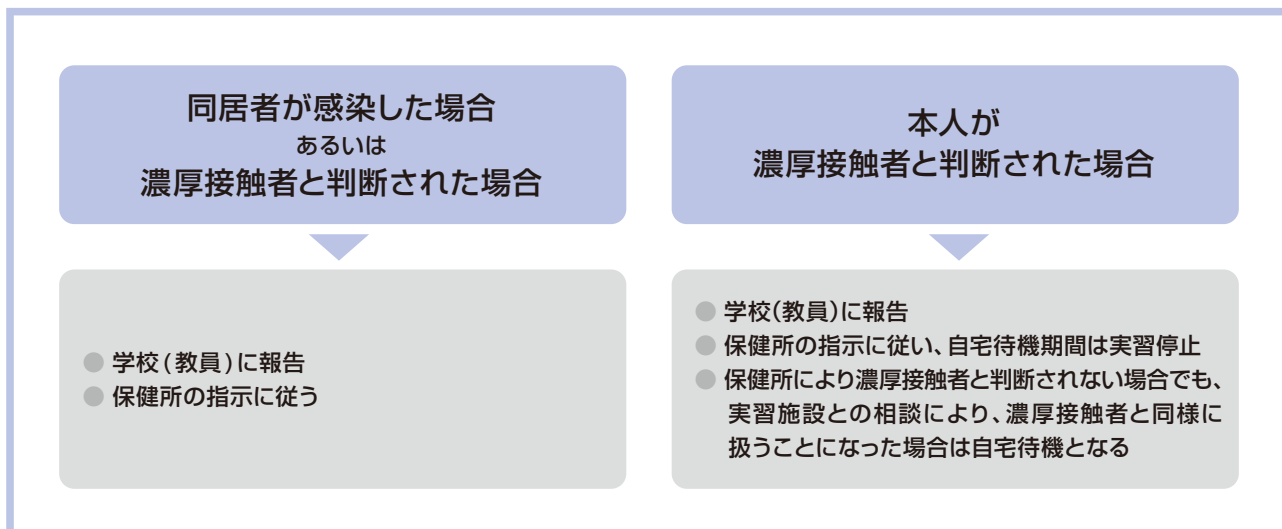 同居者が感染した場合
あるいは
濃厚接触者と判断された場合
● 学校(教員)に報告
● 保健所の指示に従う
本人が
濃厚接触者と判断された場合
● 学校(教員)に報告
● 保健所の指示に従い、自宅待機期間は実習停止
● 保健所により濃厚接触者と判断されない場合でも、
実習施設との相談により、濃厚接触者と同様に
扱うことになった場合は自宅待機となる